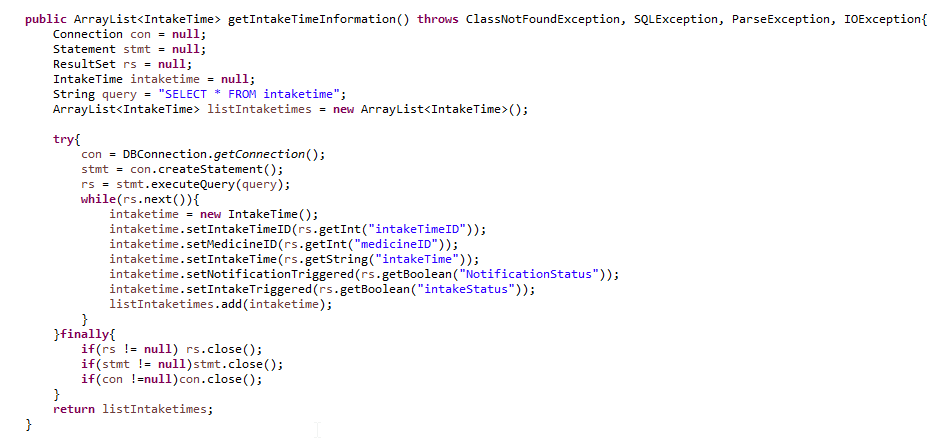 public ArrayList<IntakeTime> getIntakeTimeInformation() throws ClassNotFoundException, SQLException, ParseException, IOException{
    Connection con = null;
    Statement stmt = null;
    ResultSet rs = null;
    IntakeTime intaketime = null;
    String query = "SELECT * FROM intaketime";
    ArrayList<IntakeTime> listIntaketimes = new ArrayList<IntakeTime>();

    try{
        con = DBConnection.getConnection();
        stmt = con.createStatement();
        rs = stmt.executeQuery(query);
        while(rs.next()){
            intaketime = new IntakeTime();
            intaketime.setIntakeTimeID(rs.getInt("intakeTimeID"));
            intaketime.setMedicineID(rs.getInt("medicineID"));
            intaketime.setIntakeTime(rs.getString("intakeTime"));
            intaketime.setNotificationTriggered(rs.getBoolean("NotificationStatus"));
            intaketime.setIntakeTriggered(rs.getBoolean("intakeStatus"));
            listIntaketimes.add(intaketime);
        }
    }finally{
        if(rs != null) rs.close();
        if(stmt != null)stmt.close();
        if(con !=null)con.close();
    }
    return listIntaketimes;
}